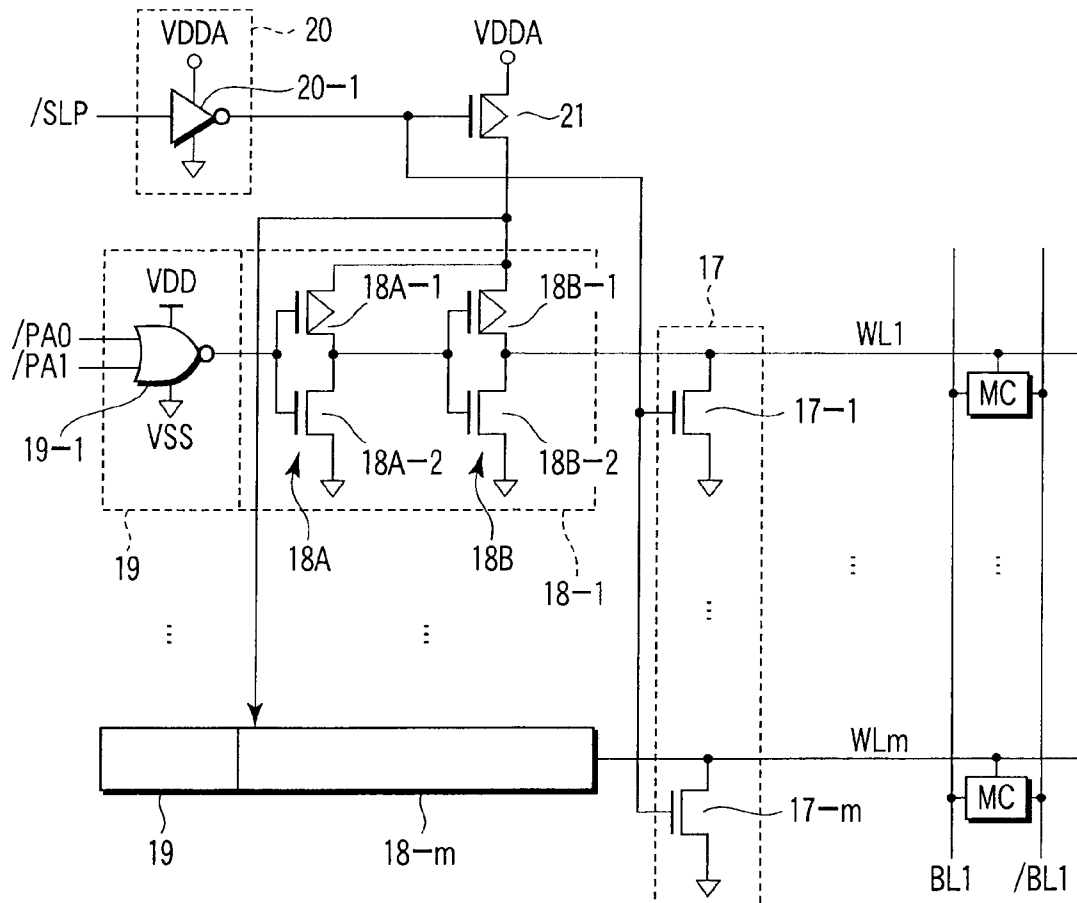 20
VDDA
VDDA
20-1
/SLP
21
17
VDD
18A-1
18B-1
WL1
/PA0
/PA1
MC
17-1
19-1
VSS
18A-2
18B-2
19
18A
18B
18-1
...
...
...
...
...
WLm
MC
17-m
19
18-m
BL1
/BL1